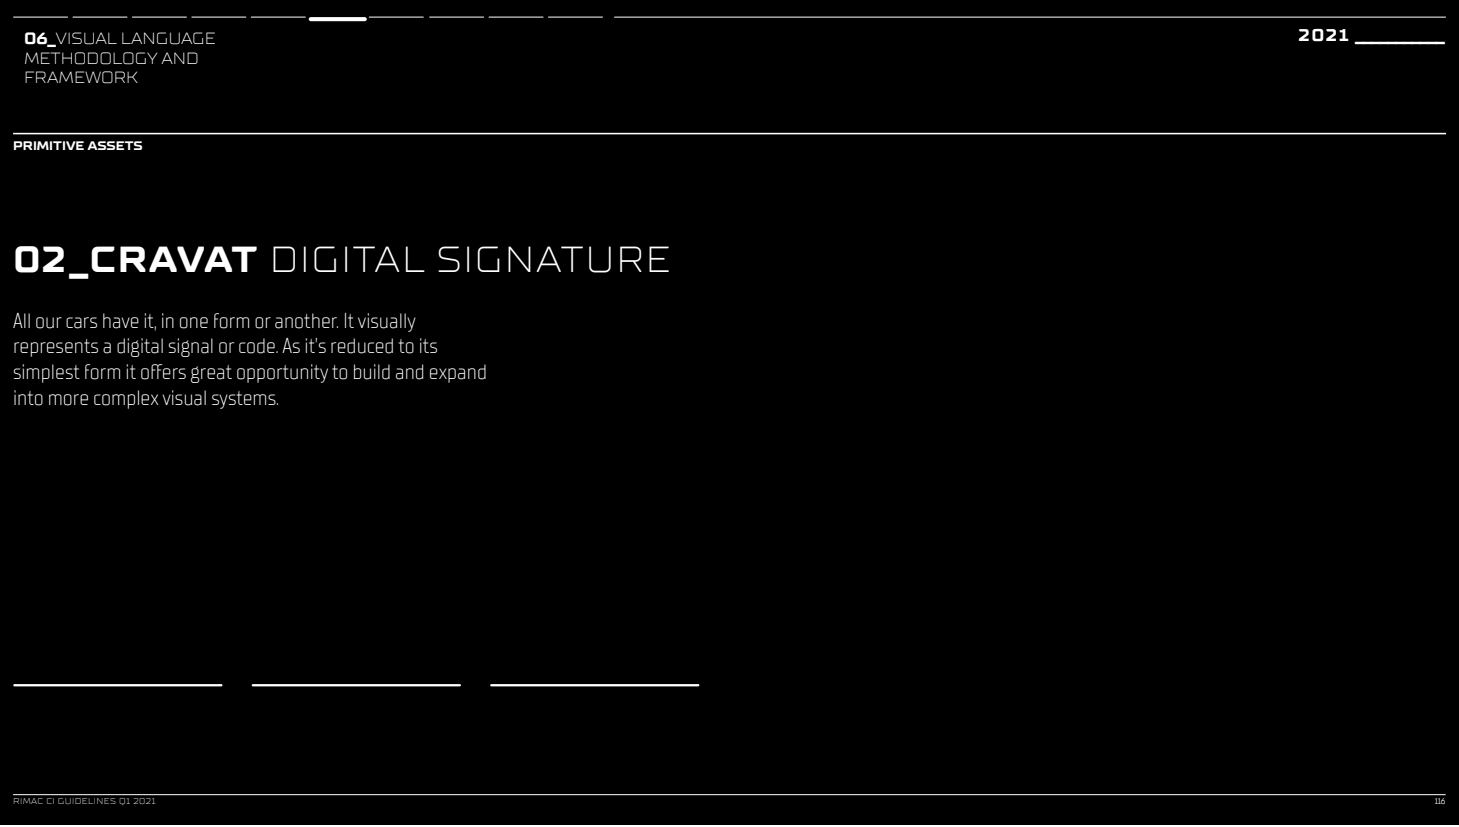 06_VISUAL LANGUAGE
METHODOLOGY AND
FRAMEWORK
2021 __________
PRIMITIVE ASSETS
02_CRAVAT DIGITAL SIGNATURE
All our cars have it, in one form or another. It visually
represents a digital signal or code. As it's reduced to its
simplest form it offers great opportunity to build and expand
into more complex visual systems.
RIMAC CI GUIDELINES Q1 2021
116